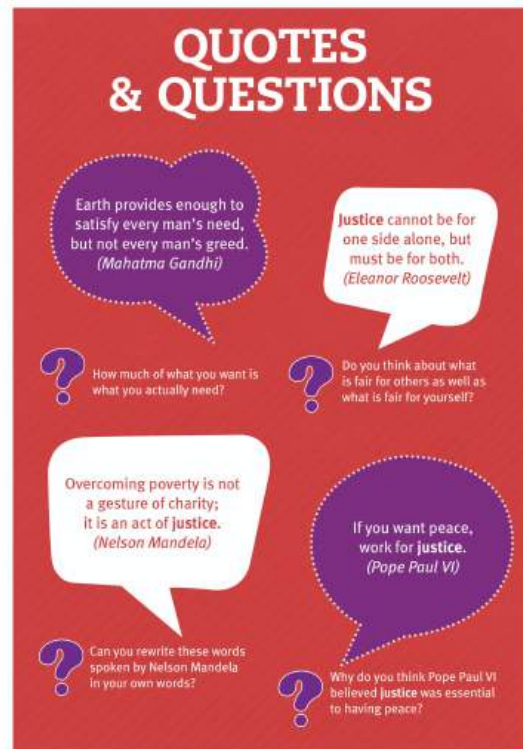 QUOTES
& QUESTIONS
Earth provides enough to
satisfy every man's need,
but not every man's greed.
(Mahatma Gandhi)
Justice cannot be for
one side alone, but
must be for both.
(Eleanor Roosevelt)
? How much of what you want is
what you actually need?
? Do you think about what
is fair for others as well as
what is fair for yourself?
Overcoming poverty is not
a gesture of charity;
it is an act of justice.
(Nelson Mandela)
If you want peace,
work for justice.
(Pope Paul VI)
? Can you rewrite these words
spoken by Nelson Mandela
in your own words?
? Why do you think Pope Paul VI
believed justice was essential
to having peace?